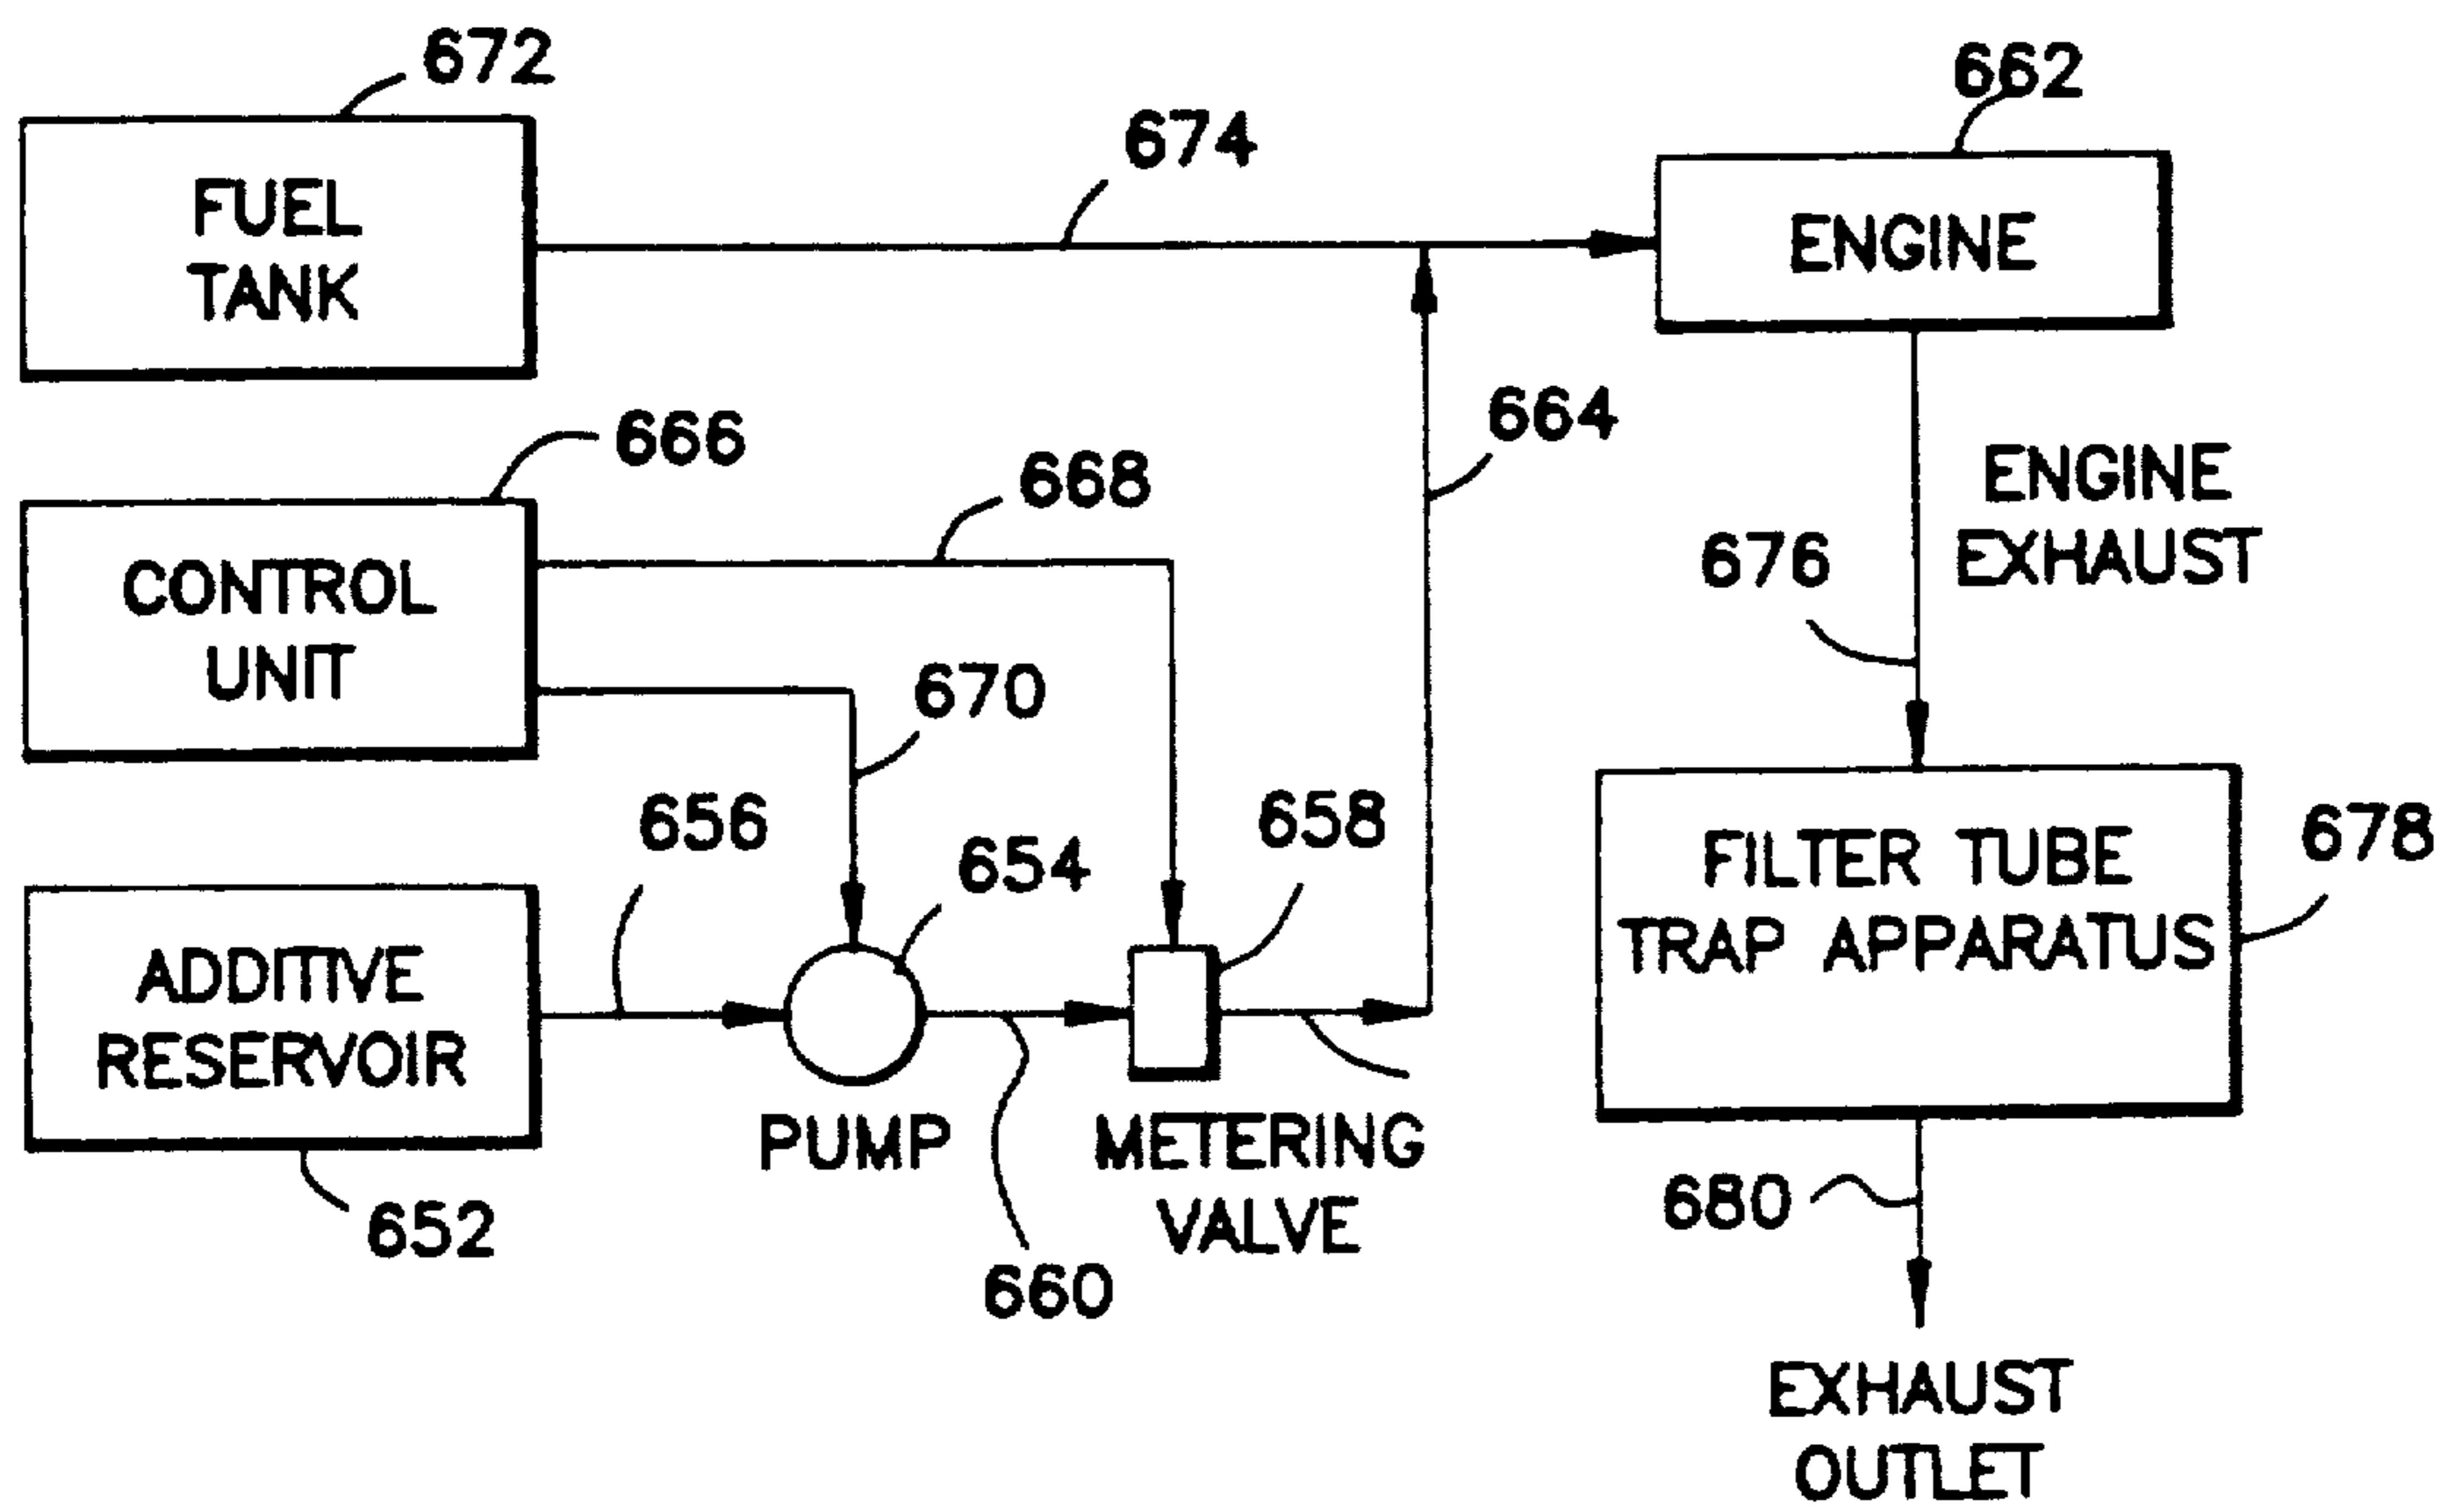 672
662
674
FUEL
TANK
ENGINE
666
668
664
ENGINE
EXHAUST
676
CONTROL
UNIT
670
656
654
658
678
FILTER TUBE
TRAP APPARATUS
ADDITIVE
RESERVOIR
PUMP
METERING
VALVE
652
660
680
EXHAUST
OUTLET